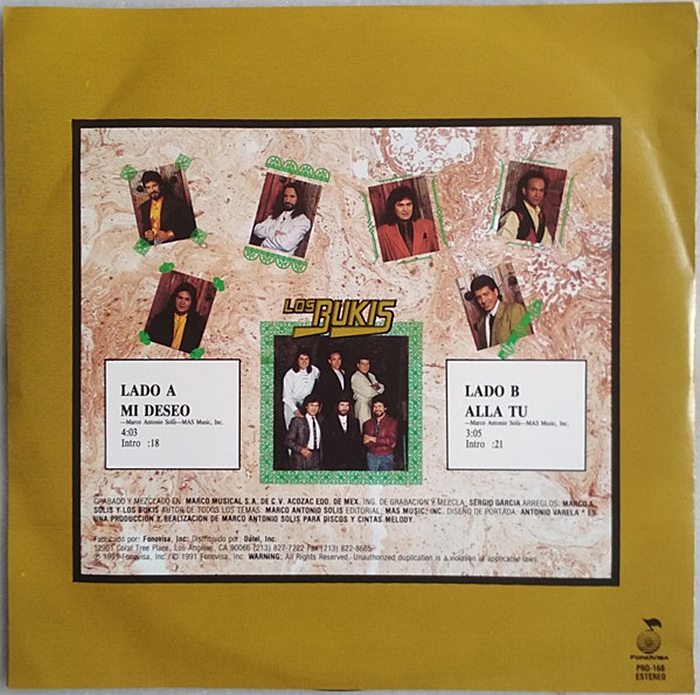 LOS BUKIS
LADO A
MI DESEO
—Marco Antonio Solís—MAS Music, Inc.
4:03
Intro :18
LADO B
ALLA TU
—Marco Antonio Solís—MAS Music, Inc.
3:05
Intro :21
GRABADO Y MEZCLADO EN: MARCO MUSICAL S.A. DE C.V. ACOZAC EDO. DE MEX. ING. DE GRABACION Y MEZCLA: SERGIO GARCIA ARREGLOS: MARCO A.
SOLIS Y LOS BUKIS AUTOR DE TODOS LOS TEMAS: MARCO ANTONIO SOLIS EDITORIAL: MAS MUSIC, INC. DISEÑO DE PORTADA: ANTONIO VARELA * ES
UNA PRODUCCION Y REALIZACION DE MARCO ANTONIO SOLIS PARA DISCOS Y CINTAS MELODY.
Fabricado por: Fonovisa, Inc. Distribuido por: Datel, Inc.
12901 Coral Tree Place, Los Angeles, CA 90066 (213) 827-7222 Fax (213) 822-8685
℗ 1991 Fonovisa, Inc. / © 1991 Fonovisa, Inc. WARNING: All Rights Reserved. Unauthorized duplication is a violation of applicable laws.
FONOVISA
PRO-168
ESTEREO